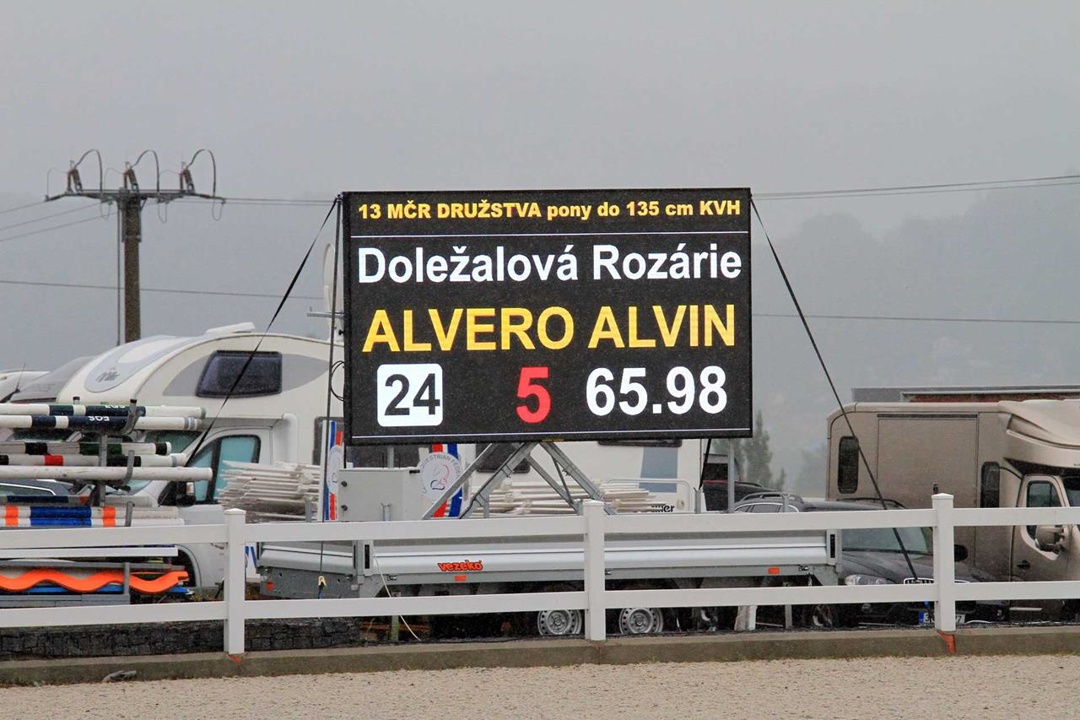 13 MČR DRUŽSTVA pony do 135 cm KVH
Doležalová Rozárie
ALVERO ALVIN
24 5 65.98
vezeko